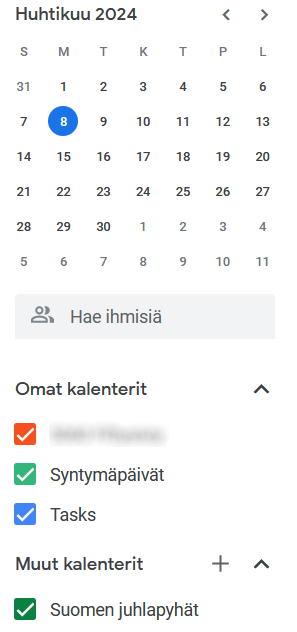 Huhtikuu 2024
S M T K T P L
31 1 2 3 4 5 6
7 8 9 10 11 12 13
14 15 16 17 18 19 20
21 22 23 24 25 26 27
28 29 30 1 2 3 4
5 6 7 8 9 10 11
Hae ihmisiä
Omat kalenterit
Syntymäpäivät
Tasks
Muut kalenterit
Suomen juhlapyhät